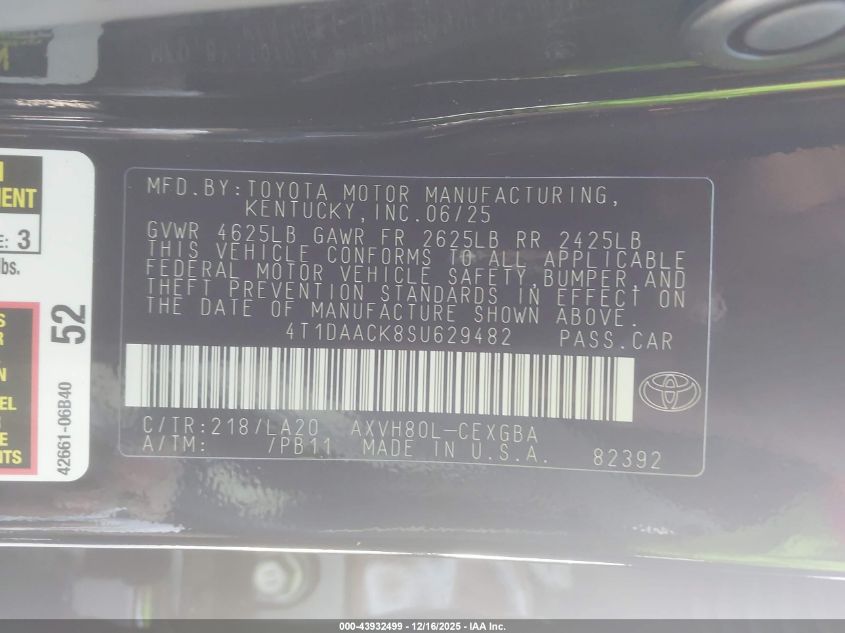 MFD.BY:TOYOTA MOTOR MANUFACTURING,
KENTUCKY,INC.06/25
GVWR 4625LB GAWR FR 2625LB RR 2425LB
THIS VEHICLE CONFORMS TO ALL APPLICABLE
FEDERAL MOTOR VEHICLE SAFETY,BUMPER,AND
THEFT PREVENTION STANDARDS IN EFFECT ON
THE DATE OF MANUFACTURE SHOWN ABOVE.
4T1DAACK8SU629482 PASS.CAR
C/TR:218/LA20 AXVH80L-CEXGBA
A/TM: /PB11 MADE IN U.S.A. 82392
3
lbs.
52
42661-06B40
000-43932499 - 12/16/2025 - IAA Inc.